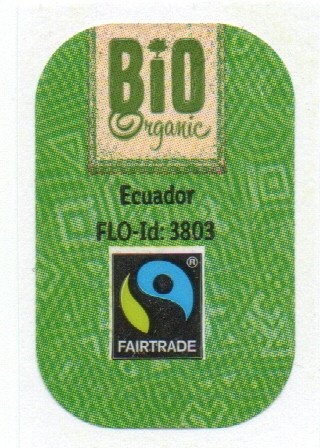 BiO
Organic
Ecuador
FLO-Id: 3803
®
FAIRTRADE